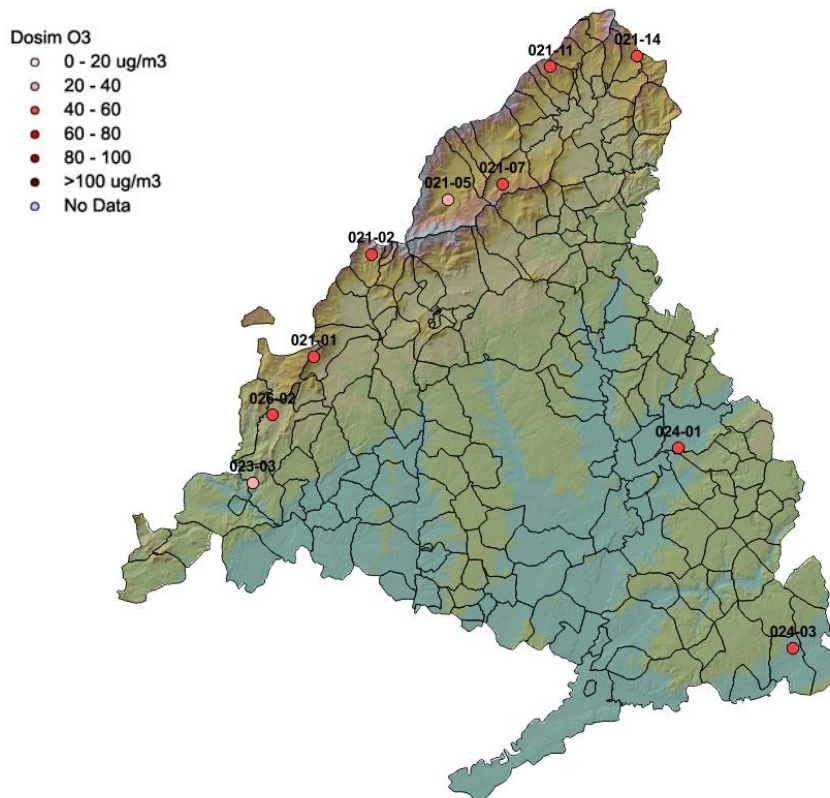 Dosim O3
0 - 20 ug/m3
20 - 40
40 - 60
60 - 80
80 - 100
>100 ug/m3
No Data
021-11
021-14
021-07
021-05
021-02
021-01
026-02
024-01
023-03
024-03